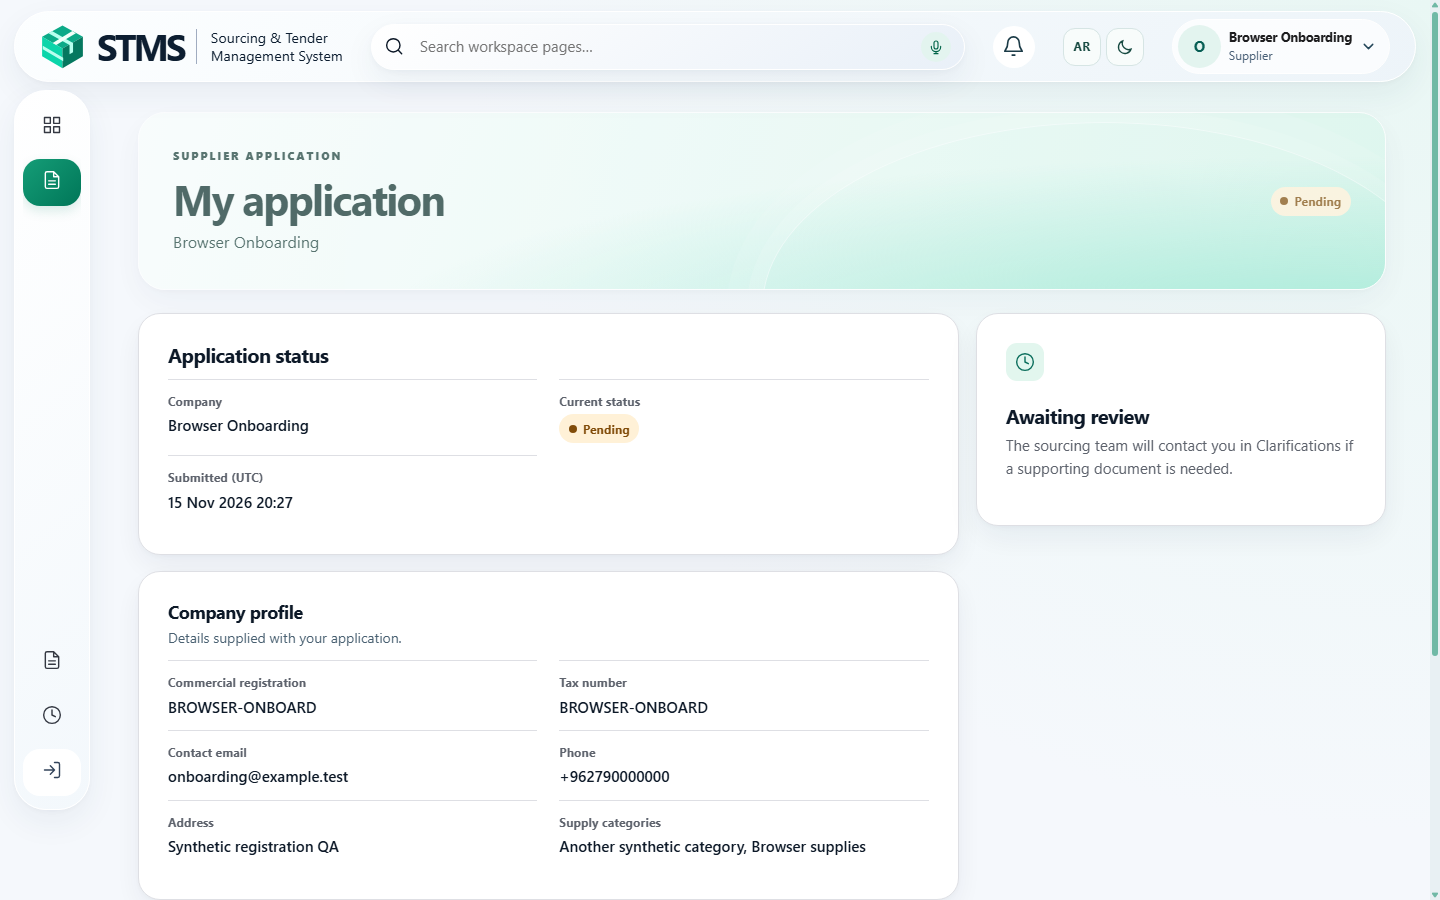 STMS
Sourcing & Tender
Management System
Search workspace pages...
AR
O
Browser Onboarding
Supplier
SUPPLIER APPLICATION
My application
Browser Onboarding
Pending
Application status
Company
Browser Onboarding
Current status
Pending
Submitted (UTC)
15 Nov 2026 20:27
Awaiting review
The sourcing team will contact you in Clarifications if
a supporting document is needed.
Company profile
Details supplied with your application.
Commercial registration
BROWSER-ONBOARD
Tax number
BROWSER-ONBOARD
Contact email
onboarding@example.test
Phone
+962790000000
Address
Synthetic registration QA
Supply categories
Another synthetic category, Browser supplies